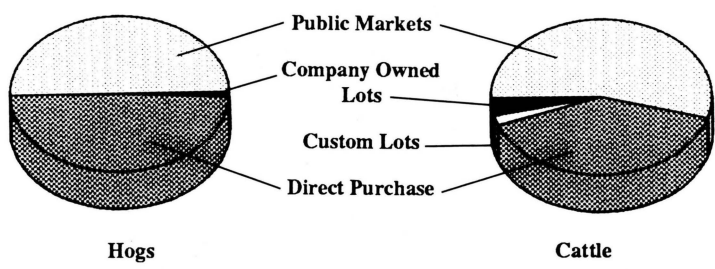 Public Markets
Company Owned
Lots
Custom Lots
Direct Purchase
Hogs
Cattle